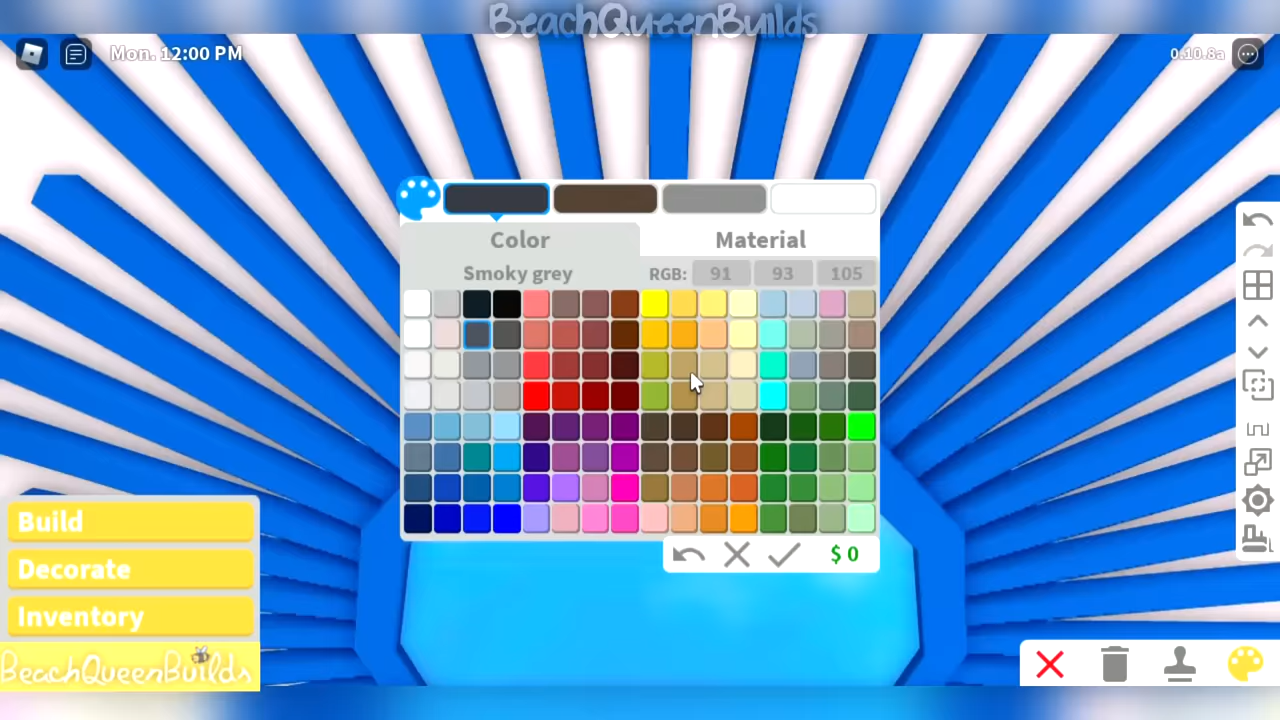 BeachQueenBuilds
Mon. 12:00 PM
0.10.8a
Color
Material
Smoky grey
RGB: 91 93 105
Build
Decorate
Inventory
$ 0
BeachQueenBuilds